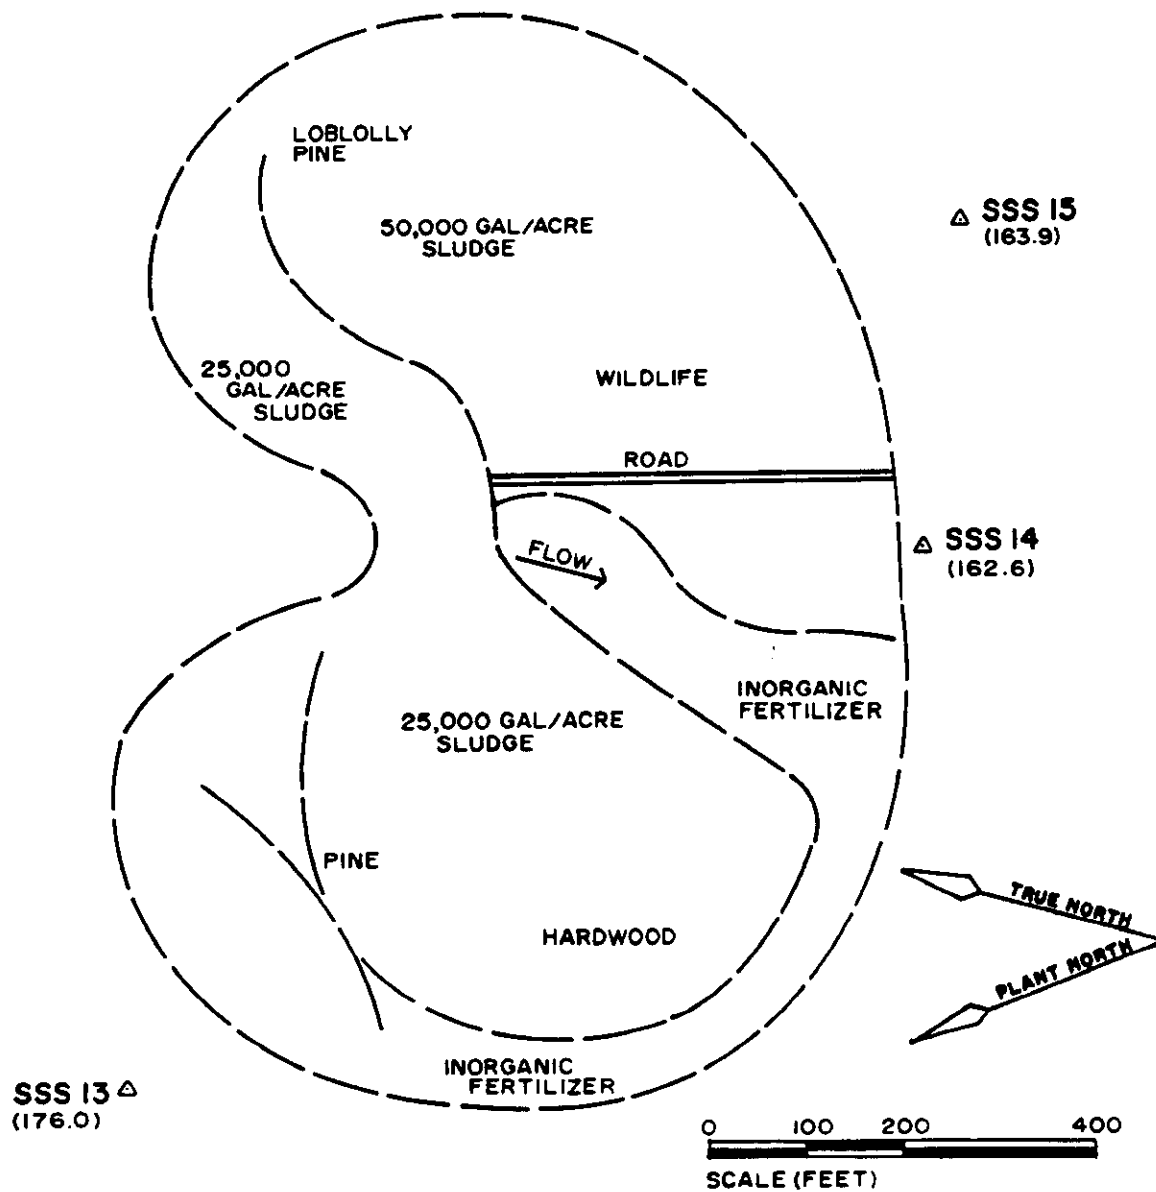 LOBLOLLY
PINE
50,000 GAL/ACRE
SLUDGE
SSS 15
(163.9)
25,000
GAL/ACRE
SLUDGE
WILDLIFE
ROAD
FLOW
SSS 14
(162.6)
INORGANIC
FERTILIZER
25,000 GAL/ACRE
SLUDGE
PINE
HARDWOOD
TRUE NORTH
PLANT NORTH
INORGANIC
FERTILIZER
SSS 13
(176.0)
0 100 200 400
SCALE (FEET)